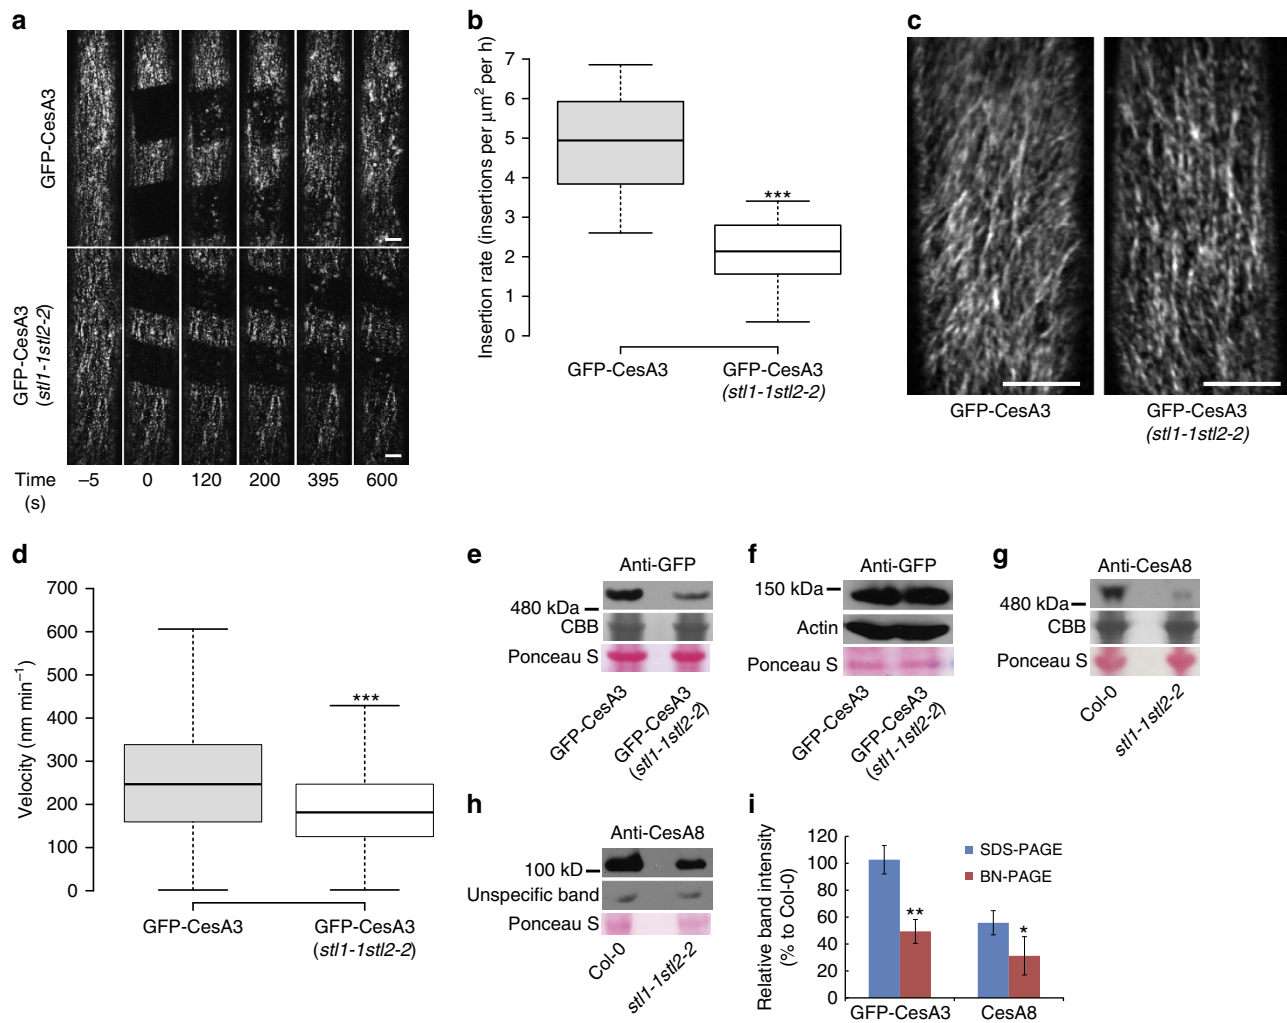 a
GFP-CesA3
GFP-CesA3
(stl1-1stl2-2)
Time
(s)
–5 0 120 200 395 600
b
Insertion rate (insertions per μm² per h)
7
6
5
4
3
2
1
0
***
GFP-CesA3
GFP-CesA3
(stl1-1stl2-2)
c
GFP-CesA3
GFP-CesA3
(stl1-1stl2-2)
d
Velocity (nm min⁻¹)
700
600
500
400
300
200
100
0
***
GFP-CesA3
GFP-CesA3
(stl1-1stl2-2)
e
Anti-GFP
480 kDa
CBB
Ponceau S
GFP-CesA3
GFP-CesA3
(stl1-1stl2-2)
f
Anti-GFP
150 kDa
Actin
Ponceau S
GFP-CesA3
GFP-CesA3
(stl1-1stl2-2)
g
Anti-CesA8
480 kDa
CBB
Ponceau S
Col-0
stl1-1stl2-2
h
Anti-CesA8
100 kD
Unspecific band
Ponceau S
Col-0
stl1-1stl2-2
i
Relative band intensity
(% to Col-0)
120
100
80
60
40
20
0
SDS-PAGE
BN-PAGE
**
*
GFP-CesA3
CesA8